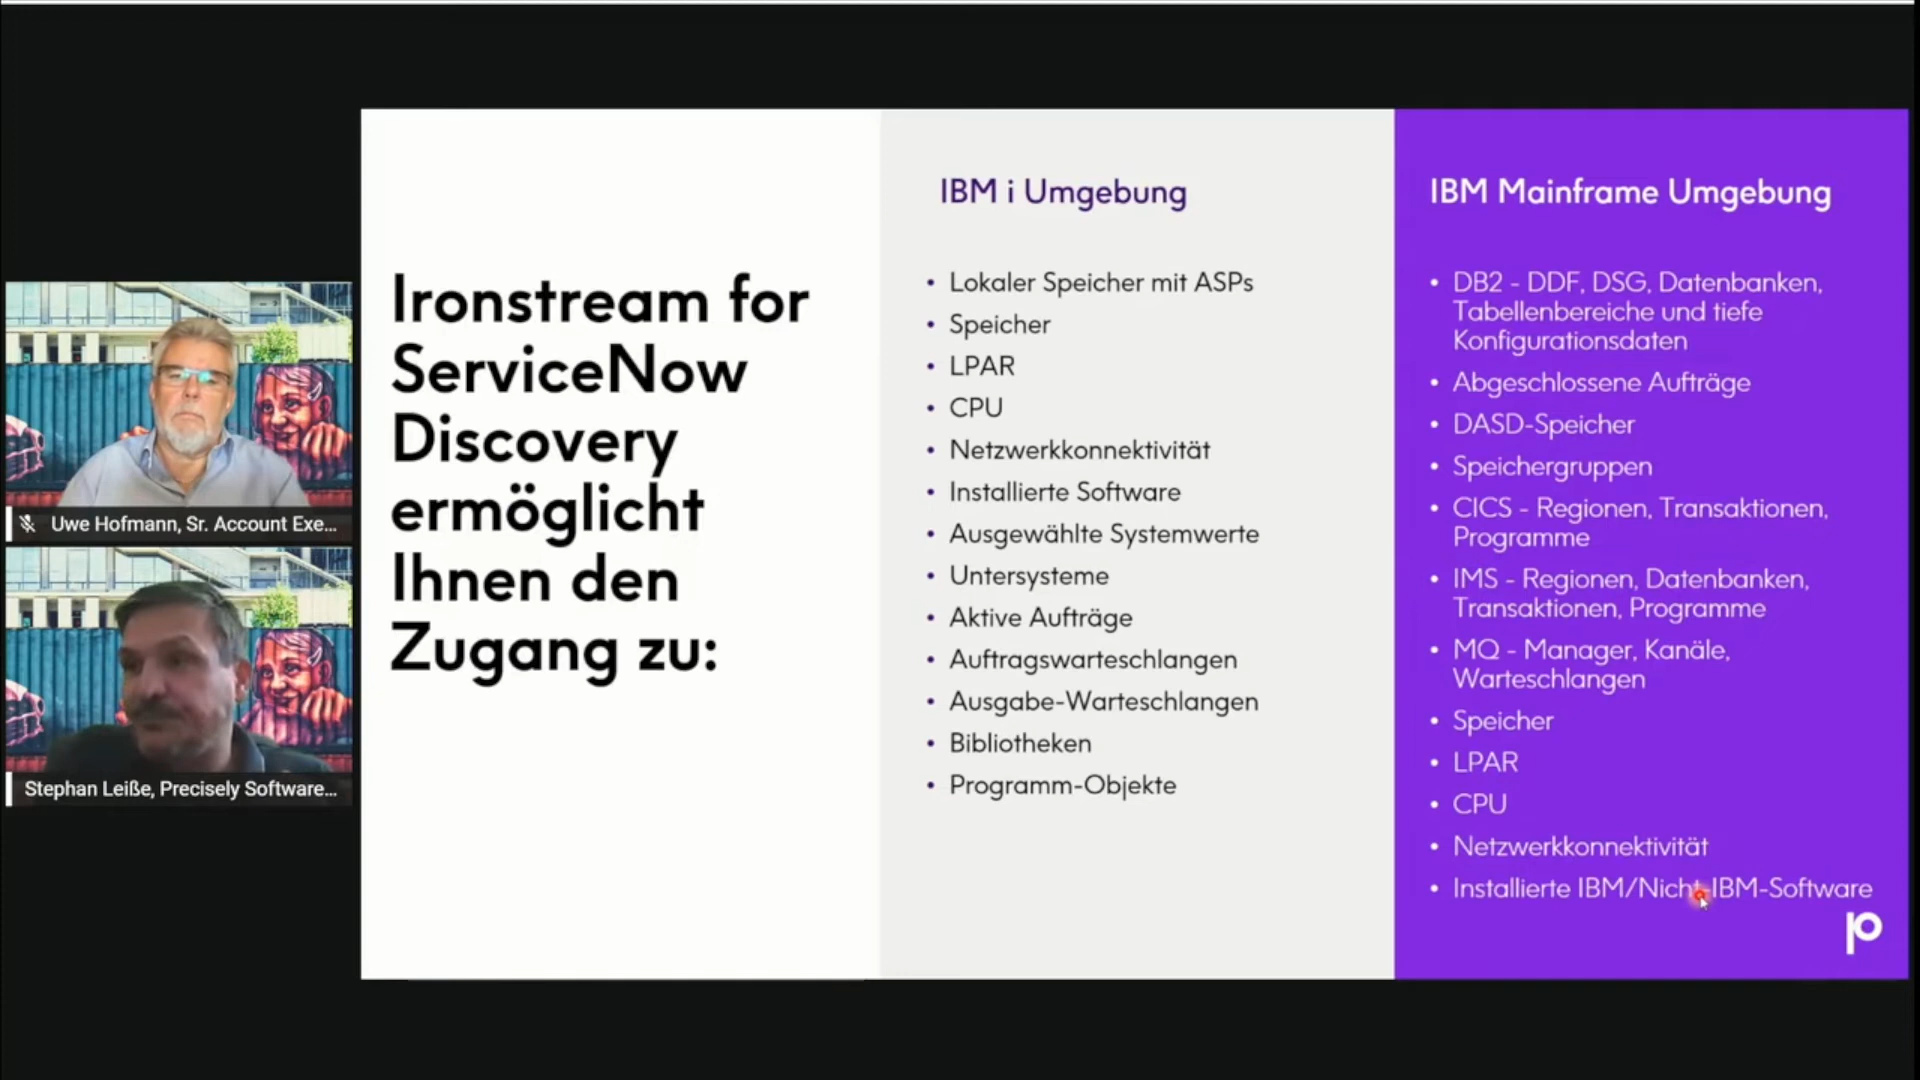 Ironstream for
ServiceNow
Discovery
ermöglicht
Ihnen den
Zugang zu:
IBM i Umgebung
• Lokaler Speicher mit ASPs
• Speicher
• LPAR
• CPU
• Netzwerkkonnektivität
• Installierte Software
• Ausgewählte Systemwerte
• Untersysteme
• Aktive Aufträge
• Auftragswarteschlangen
• Ausgabe-Warteschlangen
• Bibliotheken
• Programm-Objekte
IBM Mainframe Umgebung
• DB2 - DDF, DSG, Datenbanken,
Tabellenbereiche und tiefe
Konfigurationsdaten
• Abgeschlossene Aufträge
• DASD-Speicher
• Speichergruppen
• CICS - Regionen, Transaktionen,
Programme
• IMS - Regionen, Datenbanken,
Transaktionen, Programme
• MQ - Manager, Kanäle,
Warteschlangen
• Speicher
• LPAR
• CPU
• Netzwerkkonnektivität
• Installierte IBM/Nicht-IBM-Software
Uwe Hofmann, Sr. Account Exe...
Stephan Leiße, Precisely Software...